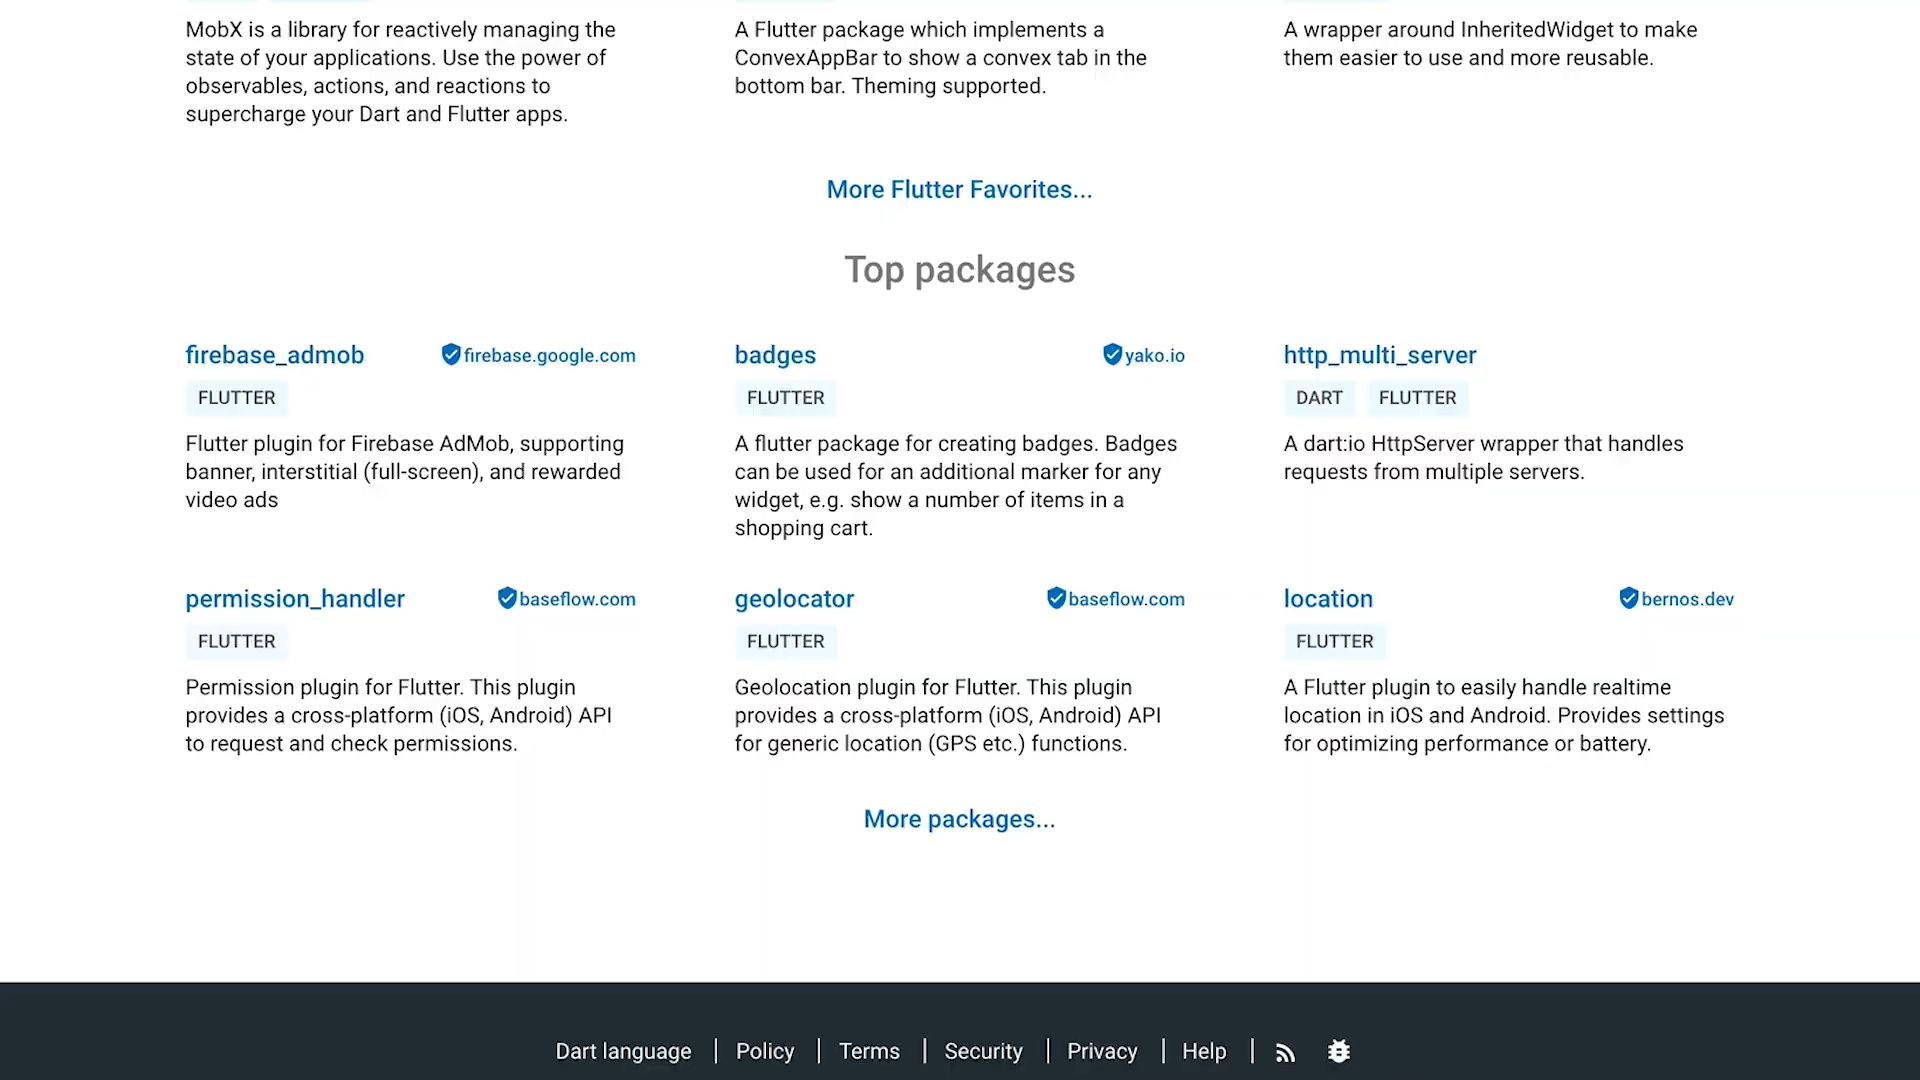 MobX is a library for reactively managing the
state of your applications. Use the power of
observables, actions, and reactions to
supercharge your Dart and Flutter apps.
A Flutter package which implements a
ConvexAppBar to show a convex tab in the
bottom bar. Theming supported.
A wrapper around InheritedWidget to make
them easier to use and more reusable.
More Flutter Favorites...
Top packages
firebase_admob
firebase.google.com
FLUTTER
Flutter plugin for Firebase AdMob, supporting
banner, interstitial (full-screen), and rewarded
video ads
badges
yako.io
FLUTTER
A flutter package for creating badges. Badges
can be used for an additional marker for any
widget, e.g. show a number of items in a
shopping cart.
http_multi_server
DART FLUTTER
A dart:io HttpServer wrapper that handles
requests from multiple servers.
permission_handler
baseflow.com
FLUTTER
Permission plugin for Flutter. This plugin
provides a cross-platform (iOS, Android) API
to request and check permissions.
geolocator
baseflow.com
FLUTTER
Geolocation plugin for Flutter. This plugin
provides a cross-platform (iOS, Android) API
for generic location (GPS etc.) functions.
location
bernos.dev
FLUTTER
A Flutter plugin to easily handle realtime
location in iOS and Android. Provides settings
for optimizing performance or battery.
More packages...
Dart language | Policy | Terms | Security | Privacy | Help |